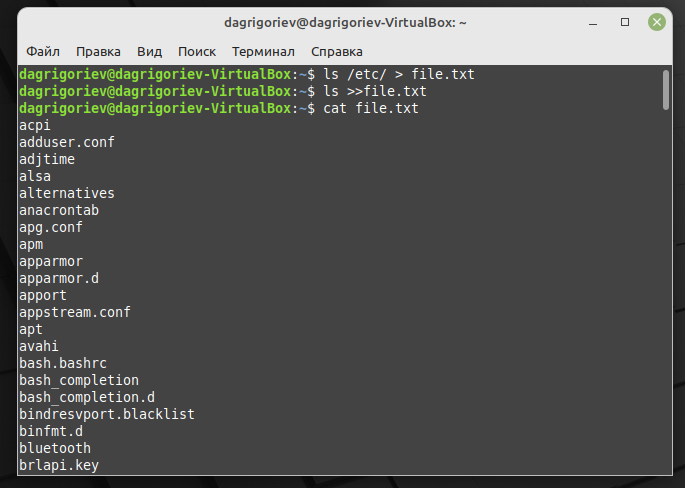 dagrigoriev@dagrigoriev-VirtualBox: ~
Файл Правка Вид Поиск Терминал Справка
dagrigoriev@dagrigoriev-VirtualBox:~$ ls /etc/ > file.txt
dagrigoriev@dagrigoriev-VirtualBox:~$ ls >>file.txt
dagrigoriev@dagrigoriev-VirtualBox:~$ cat file.txt
acpi
adduser.conf
adjtime
alsa
alternatives
anacrontab
apg.conf
apm
apparmor
apparmor.d
apport
appstream.conf
apt
avahi
bash.bashrc
bash_completion
bash_completion.d
bindresvport.blacklist
binfmt.d
bluetooth
brlapi.key